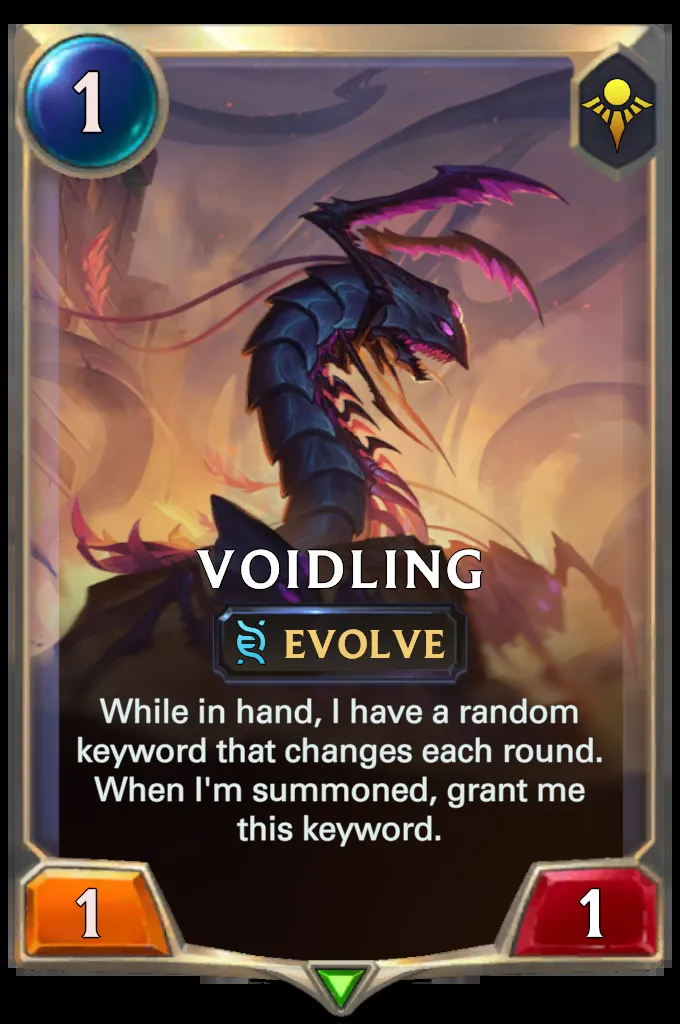 1
VOIDLING
EVOLVE
While in hand, I have a random
keyword that changes each round.
When I'm summoned, grant me
this keyword.
1
1